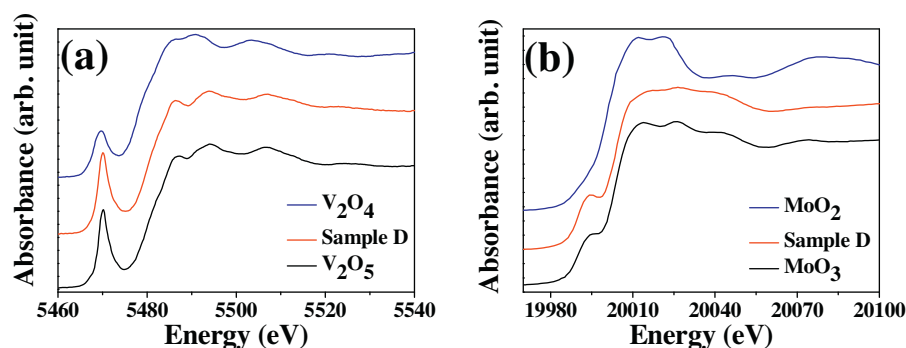 (a)
Absorbance (arb. unit)
V2O4
Sample D
V2O5
5460 5480 5500 5520 5540
Energy (eV)
(b)
Absorbance (arb. unit)
MoO2
Sample D
MoO3
19980 20010 20040 20070 20100
Energy (eV)